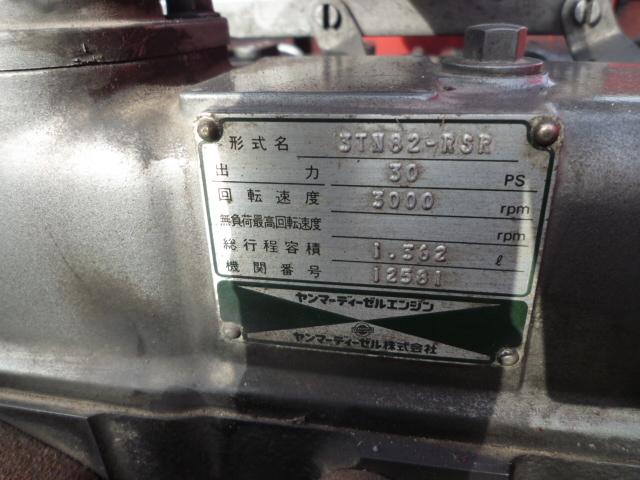 形式名 3TN82-RSR
出力 30 PS
回転速度 3000 rpm
無負荷最高回転速度 rpm
総行程容積 1.362 ℓ
機関番号 12581
ヤンマーディーゼルエンジン
ヤンマーディーゼル株式会社